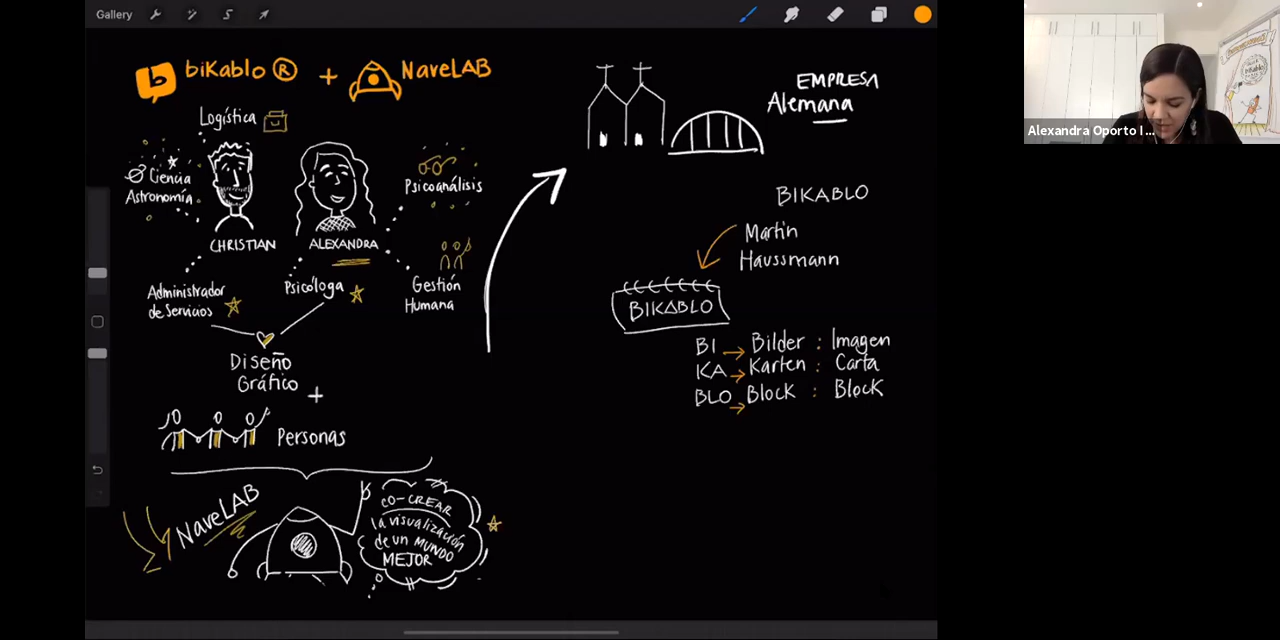 Gallery
b biKablo ® + NaveLAB
Logística
Ciencia
Astronomía
Psicoanálisis
CHRISTIAN
ALEXANDRA
Administrador
de Servicios
Psicóloga
Gestión
Humana
Diseño
Gráfico
+
Personas
NaveLAB
CO-CREAR
la visualización
de un MUNDO
MEJOR
EMPRESA
Alemana
BIKABLO
Martin
Haussmann
BIKABLO
BI → Bilder : Imagen
KA → Karten : Carta
BLO → Block : Block
Alexandra Oporto I ...